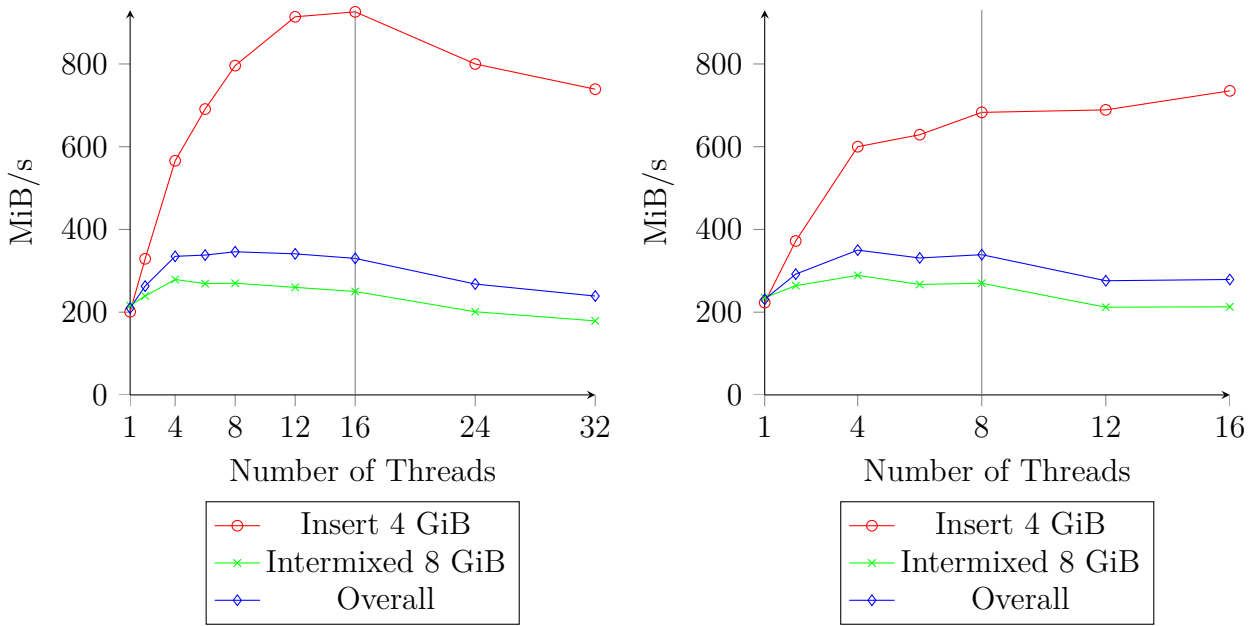 MiB/s
800
600
400
200
0
1 4 8 12 16 24 32
Number of Threads
Insert 4 GiB
Intermixed 8 GiB
Overall
MiB/s
800
600
400
200
0
1 4 8 12 16
Number of Threads
Insert 4 GiB
Intermixed 8 GiB
Overall